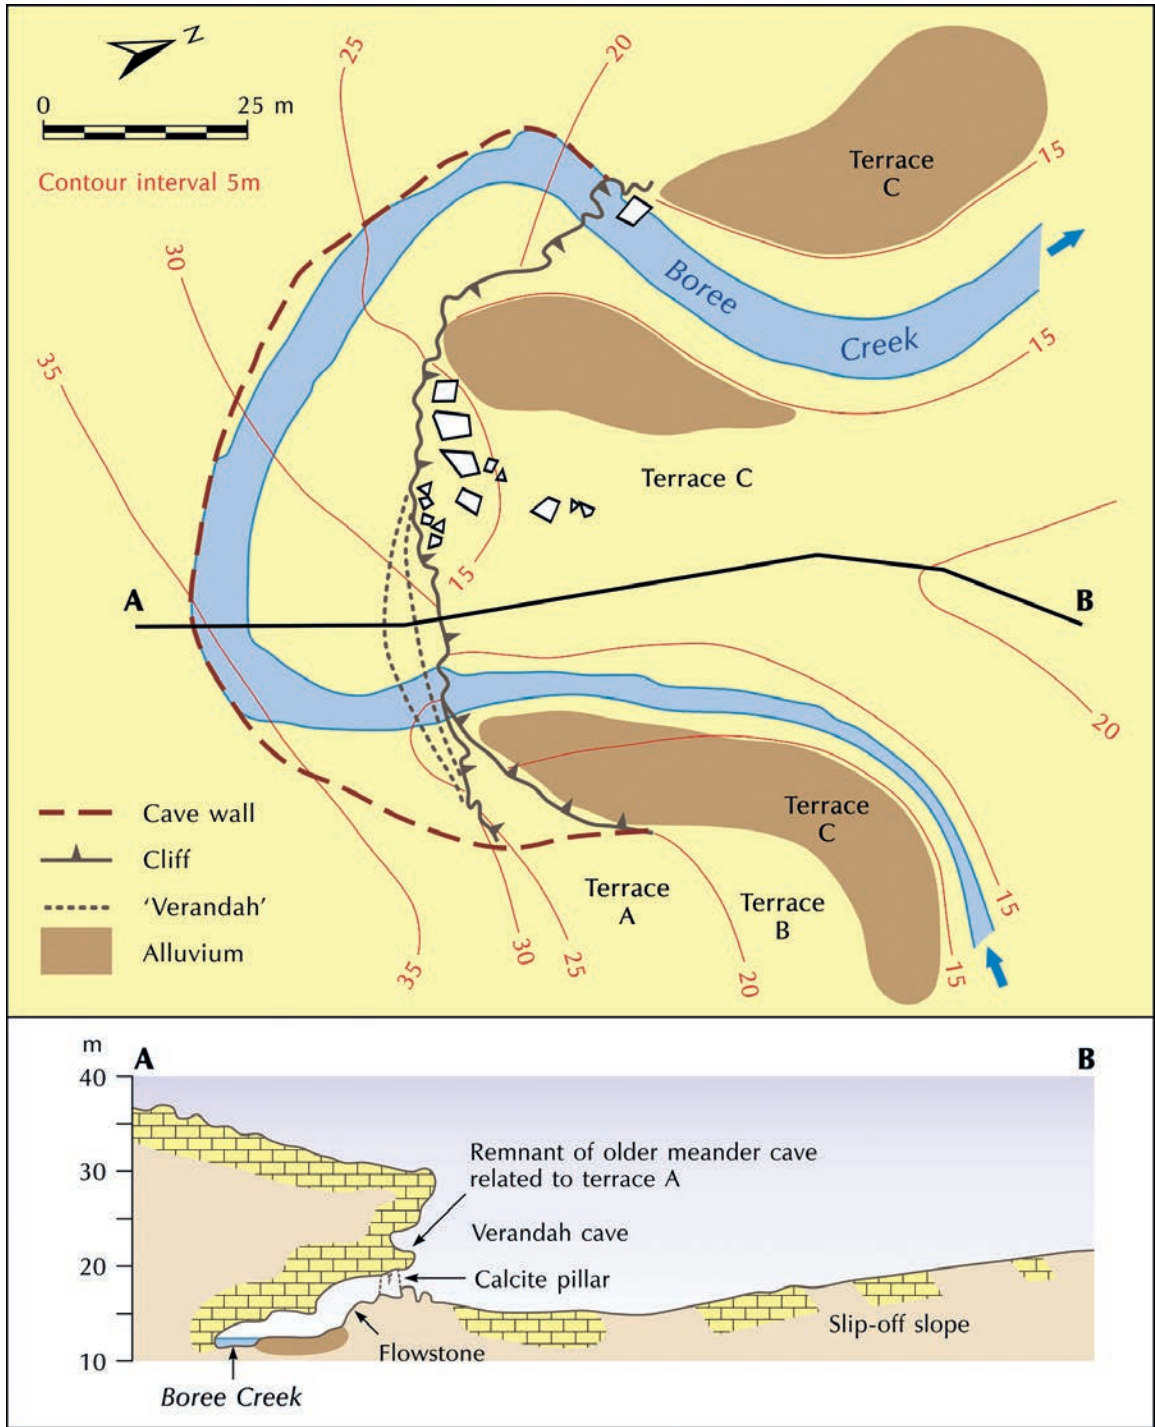 N
0
25 m
Contour interval 5m
25
20
Terrace
C
15
30
Boree
Creek
35
15
Terrace C
15
A
B
20
Cave wall
Cliff
'Verandah'
Alluvium
Terrace
C
Terrace
A
Terrace
B
15
35
30
25
20
15
m
A
B
40
30
20
10
Remnant of older meander cave
related to terrace A
Verandah cave
Calcite pillar
Slip-off slope
Flowstone
Boree Creek